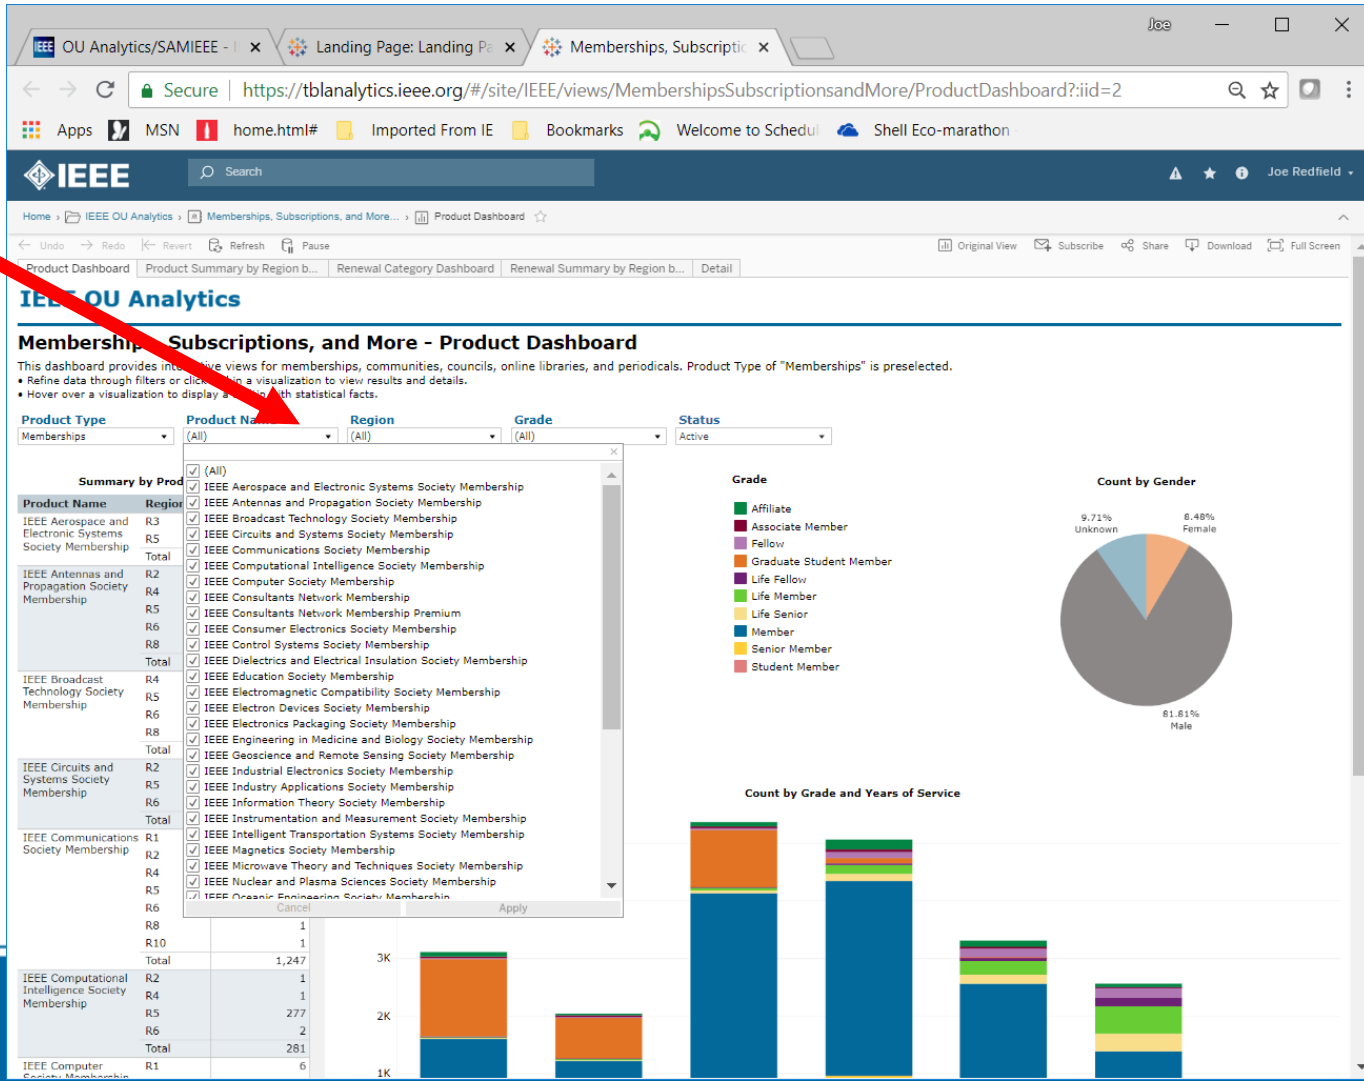 Joe
IEEE OU Analytics/SAMIEEE - I
Landing Page: Landing Pa
Memberships, Subscriptic
Secure | https://tblanalytics.ieee.org/#/site/IEEE/views/MembershipsSubscriptionsandMore/ProductDashboard?:iid=2
Apps MSN home.html# Imported From IE Bookmarks Welcome to Schedul Shell Eco-marathon -
IEEE Search Joe Redfield
Home › IEEE OU Analytics › Memberships, Subscriptions, and More... › Product Dashboard
Undo Redo Revert Refresh Pause Original View Subscribe Share Download Full Screen
Product Dashboard Product Summary by Region b... Renewal Category Dashboard Renewal Summary by Region b... Detail
IEEE OU Analytics
Subscriptions, and More - Product Dashboard
This dashboard provides views for memberships, communities, councils, online libraries, and periodicals. Product Type of "Memberships" is preselected.
• Refine data through filters or a visualization to view results and details.
• Hover over a visualization to display a with statistical facts.
Product Type Product Region Grade Status
Memberships (All) (All) (All) Active
(All)
IEEE Aerospace and Electronic Systems Society Membership
IEEE Antennas and Propagation Society Membership
IEEE Broadcast Technology Society Membership
IEEE Circuits and Systems Society Membership
IEEE Communications Society Membership
IEEE Computational Intelligence Society Membership
IEEE Computer Society Membership
IEEE Consultants Network Membership
IEEE Consultants Network Membership Premium
IEEE Consumer Electronics Society Membership
IEEE Control Systems Society Membership
IEEE Dielectrics and Electrical Insulation Society Membership
IEEE Education Society Membership
IEEE Electromagnetic Compatibility Society Membership
IEEE Electron Devices Society Membership
IEEE Electronics Packaging Society Membership
IEEE Engineering in Medicine and Biology Society Membership
IEEE Geoscience and Remote Sensing Society Membership
IEEE Industrial Electronics Society Membership
IEEE Industry Applications Society Membership
IEEE Information Theory Society Membership
IEEE Instrumentation and Measurement Society Membership
IEEE Intelligent Transportation Systems Society Membership
IEEE Magnetics Society Membership
IEEE Microwave Theory and Techniques Society Membership
IEEE Nuclear and Plasma Sciences Society Membership
IEEE Oceanic Engineering Society Membership
Cancel Apply
Summary by Prod
Product Name Region
IEEE Aerospace and R3
Electronic Systems R5
Society Membership
Total
IEEE Antennas and R2
Propagation Society R4
Membership
R5
R6
R8
Total
IEEE Broadcast R4
Technology Society R5
Membership
R6
R8
Total
IEEE Circuits and R2
Systems Society R5
Membership
R6
Total
IEEE Communications R1
Society Membership R2
R4
R5
R6
R8 1
R10 1
Total 1,247
IEEE Computational R2 1
Intelligence Society R4 1
Membership
R5 277
R6 2
Total 281
IEEE Computer R1 6
Society Membership
Grade
Affiliate
Associate Member
Fellow
Graduate Student Member
Life Fellow
Life Member
Life Senior
Member
Senior Member
Student Member
Count by Gender
9.71%
Unknown
8.48%
Female
81.81%
Male
Count by Grade and Years of Service
3K
2K
1K